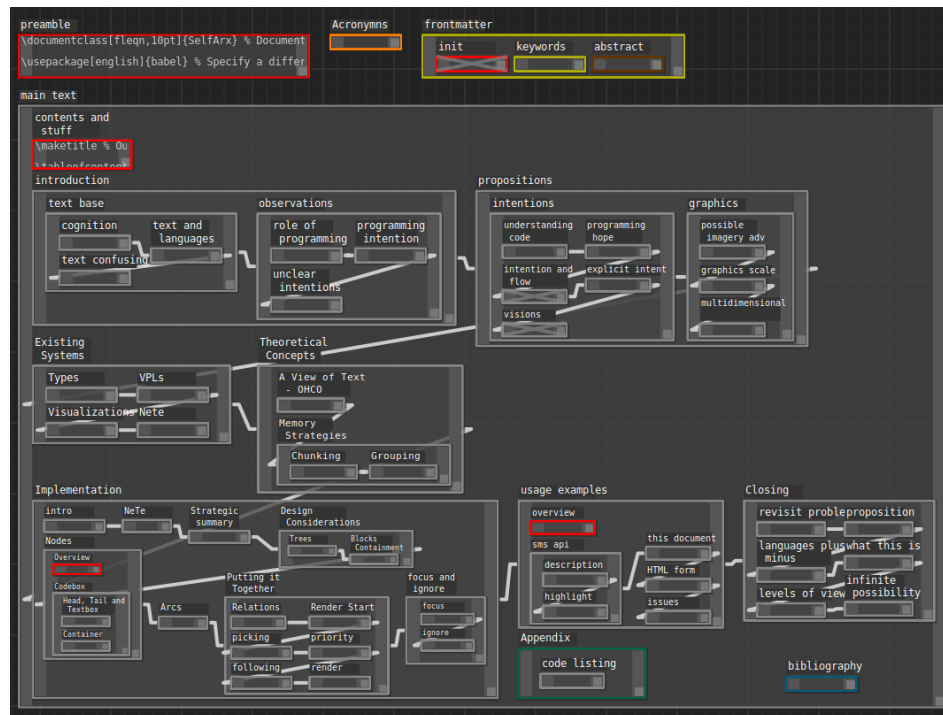 preamble
\documentclass[fleqn,10pt]{SelfArx} % Document
\usepackage[english]{babel} % Specify a differ
Acronymns
frontmatter
init
keywords
abstract
main text
contents and
stuff
\maketitle % Ou
\tableofcontent
introduction
text base
cognition
text and
languages
text confusing
observations
role of
programming
programming
intention
unclear
intentions
propositions
intentions
understanding
code
programming
hope
intention and
flow
explicit intent
visions
graphics
possible
imagery adv
graphics scale
multidimensional
Existing
Systems
Types
VPLs
Visualizations
Nete
Theoretical
Concepts
A View of Text
- OHCO
Memory
Strategies
Chunking
Grouping
Implementation
intro
NeTe
Strategic
summary
Design
Considerations
Trees
Blocks
Containment
Nodes
Overview
Codebox
Head, Tail and
Textbox
Container
Arcs
Putting it
Together
Relations
Render Start
picking
priority
following
render
focus and
ignore
focus
ignore
usage examples
overview
sms api
description
highlight
this document
HTML form
issues
Closing
revisit proble
proposition
languages plus
minus
what this is
levels of view
infinite
possibility
Appendix
code listing
bibliography